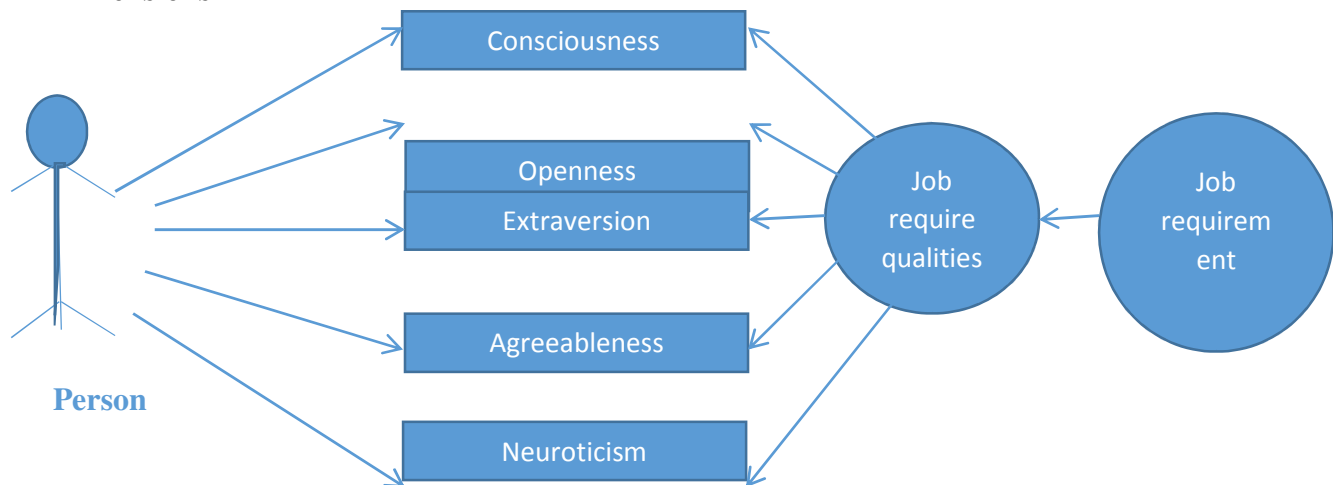 Consciousness
Openness
Extraversion
Agreeableness
Neuroticism
Job
require
qualities
Job
requirem
ent
Person